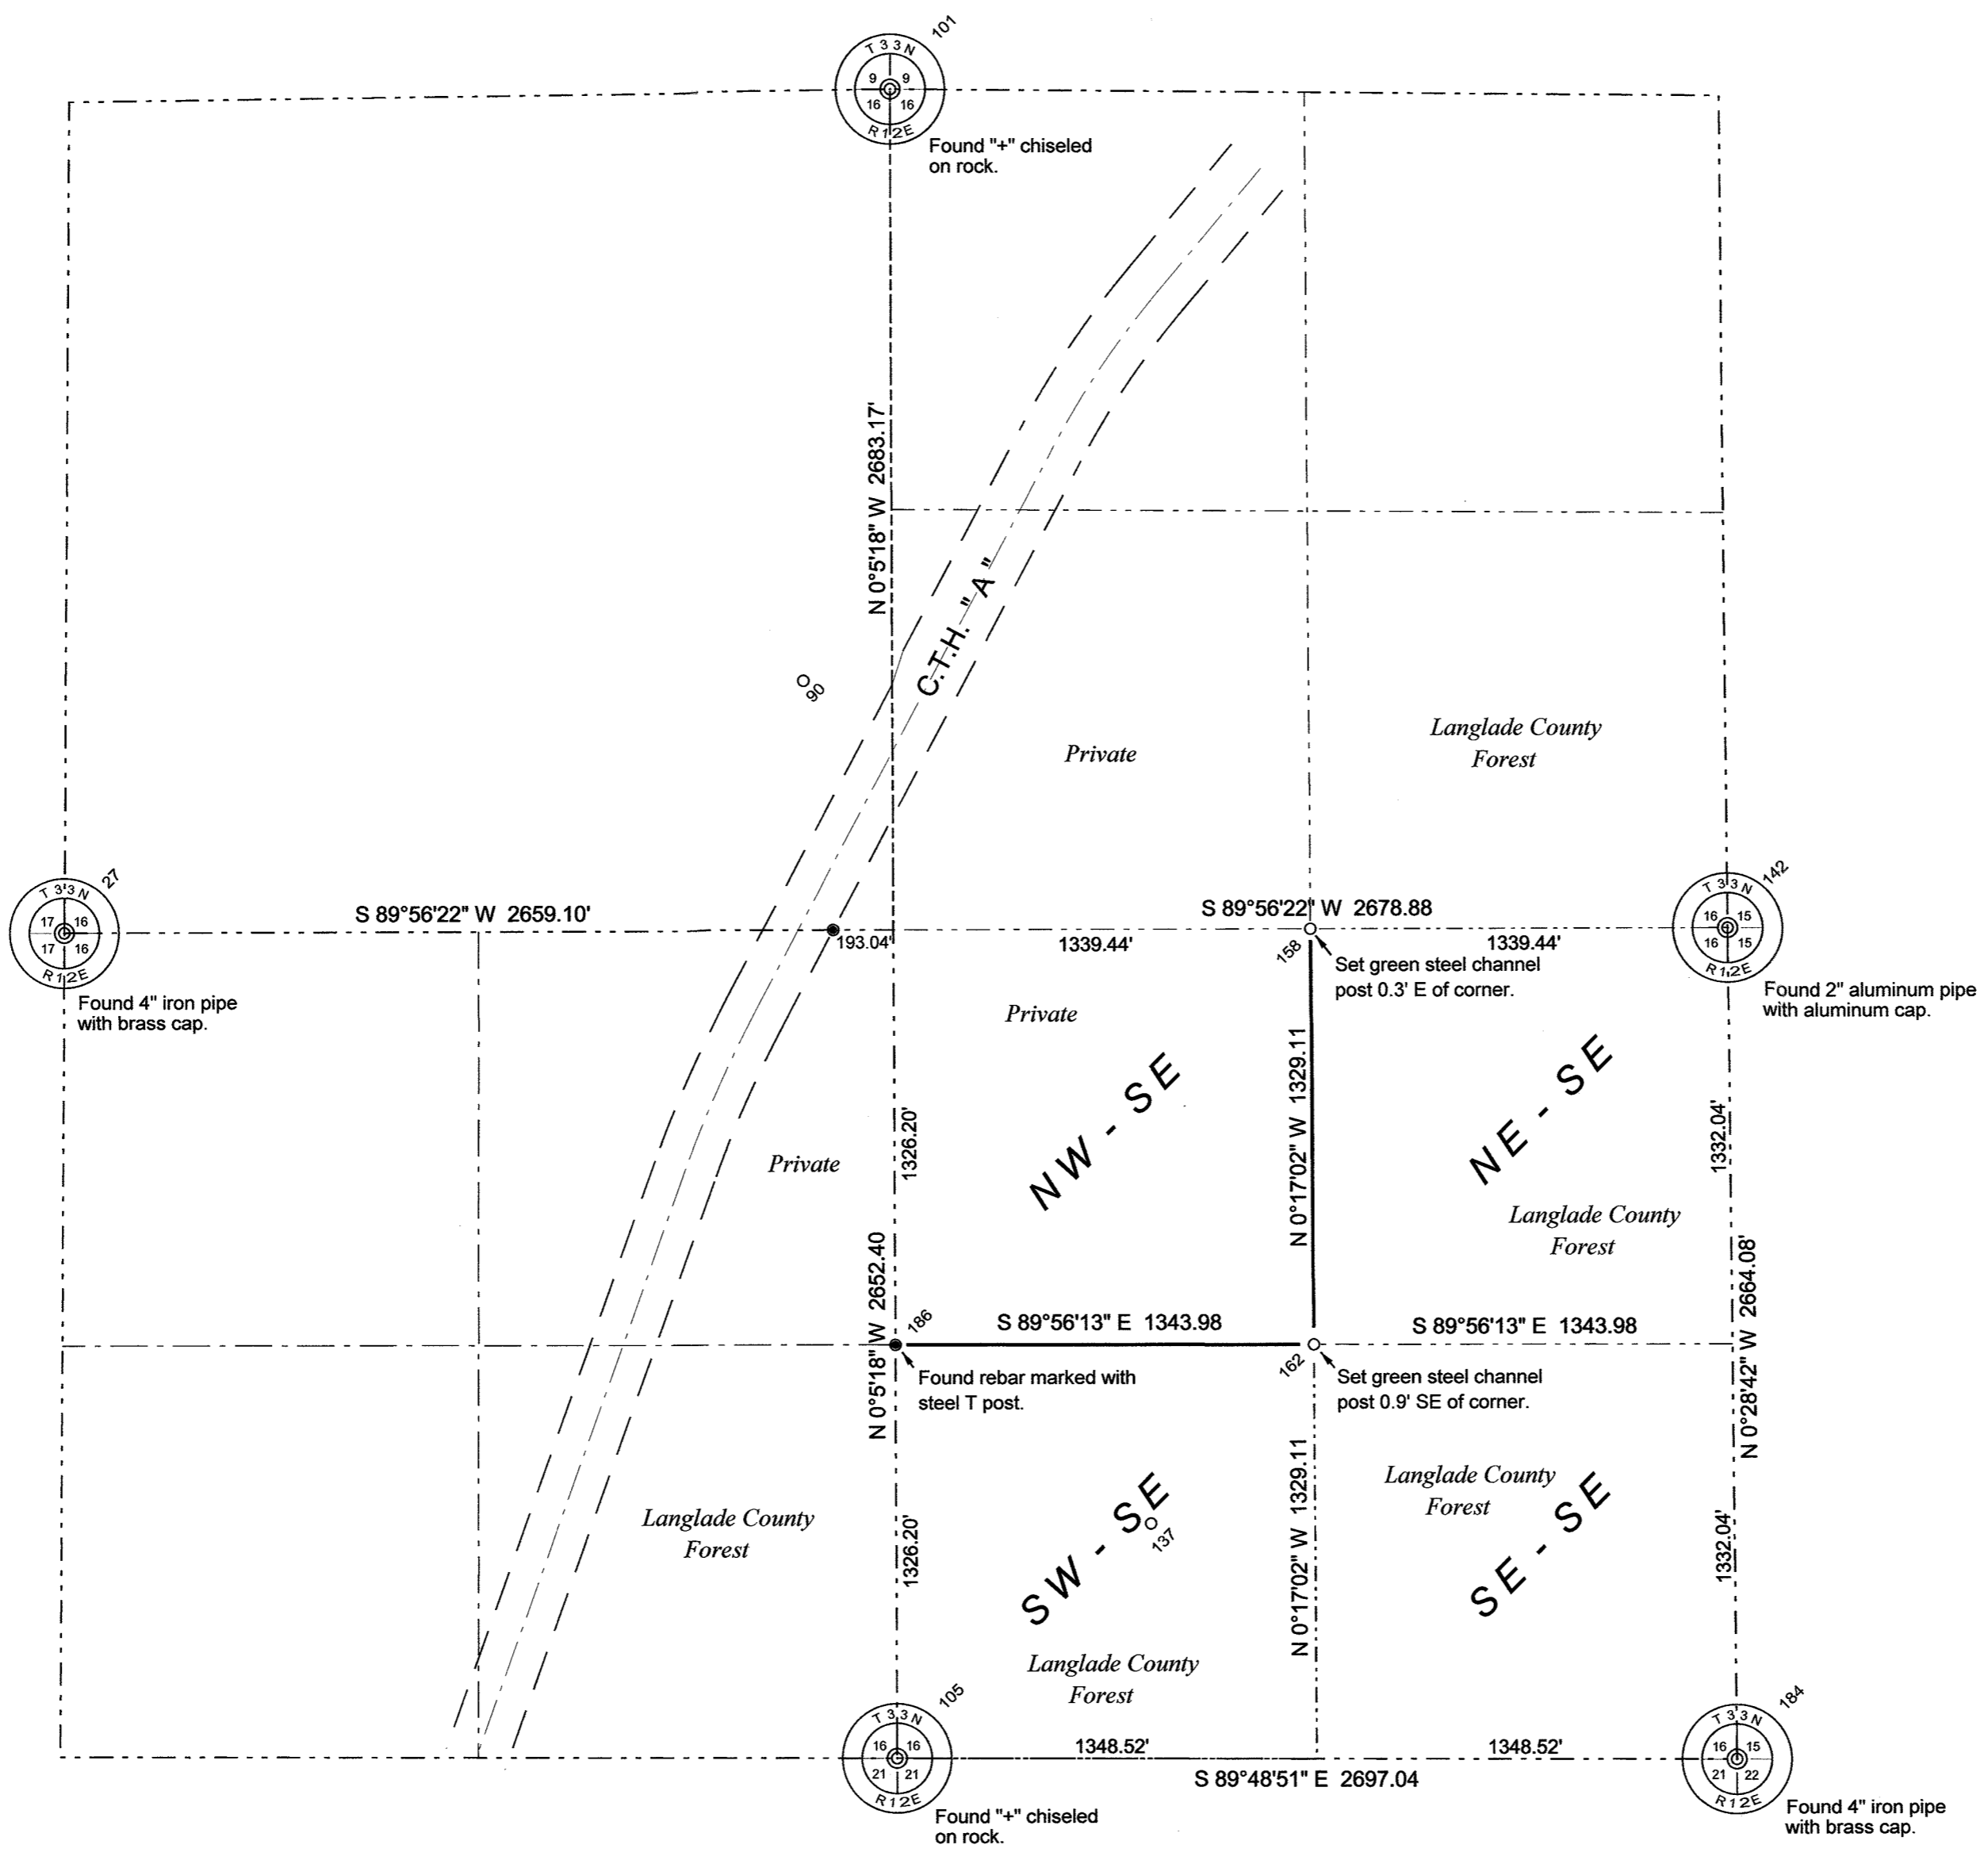 101
T 33N
9 9
16 16
R12E
Found "+" chiseled
on rock.
N 0°5'18" W 2683.17'
C.T.H. "A"
90
Private
Langlade County
Forest
27
T 33N
17 16
17 16
R12E
Found 4" iron pipe
with brass cap.
S 89°56'22" W 2659.10'
193.04'
S 89°56'22" W 2678.88
1339.44'
1339.44'
158
Set green steel channel
post 0.3' E of corner.
142
T 33N
16 15
16 15
R12E
Found 2" aluminum pipe
with aluminum cap.
Private
NW - SE
N 0°17'02" W 1329.11
NE - SE
Private
1326.20'
1332.04'
Langlade County
Forest
N 0°5'18" W 2652.40
N 0°28'42" W 2664.08'
186
S 89°56'13" E 1343.98
S 89°56'13" E 1343.98
Found rebar marked with
steel T post.
162
Set green steel channel
post 0.9' SE of corner.
Langlade County
Forest
1326.20'
SW - SE
137
N 0°17'02" W 1329.11
Langlade County
Forest
SE - SE
1332.04'
Langlade County
Forest
105
T 33N
16 16
21 21
R12E
Found "+" chiseled
on rock.
1348.52'
1348.52'
S 89°48'51" E 2697.04
184
T 33N
16 15
21 22
R12E
Found 4" iron pipe
with brass cap.